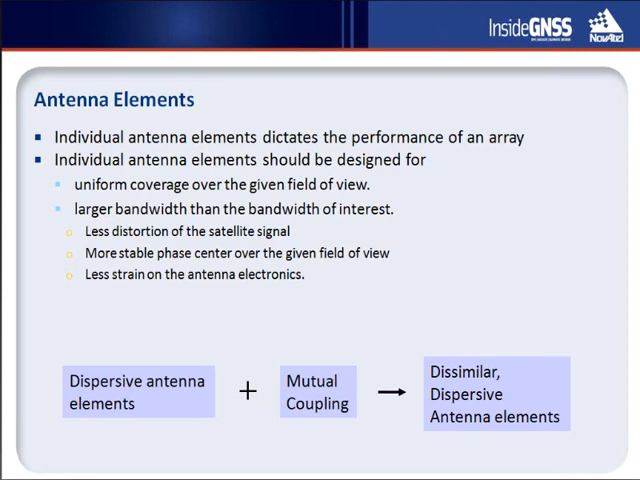 InsideGNSS
NovAtel
Antenna Elements
▪ Individual antenna elements dictates the performance of an array
▪ Individual antenna elements should be designed for
▪ uniform coverage over the given field of view.
▪ larger bandwidth than the bandwidth of interest.
o Less distortion of the satellite signal
o More stable phase center over the given field of view
o Less strain on the antenna electronics.
Dispersive antenna
elements
+
Mutual
Coupling
Dissimilar,
Dispersive
Antenna elements